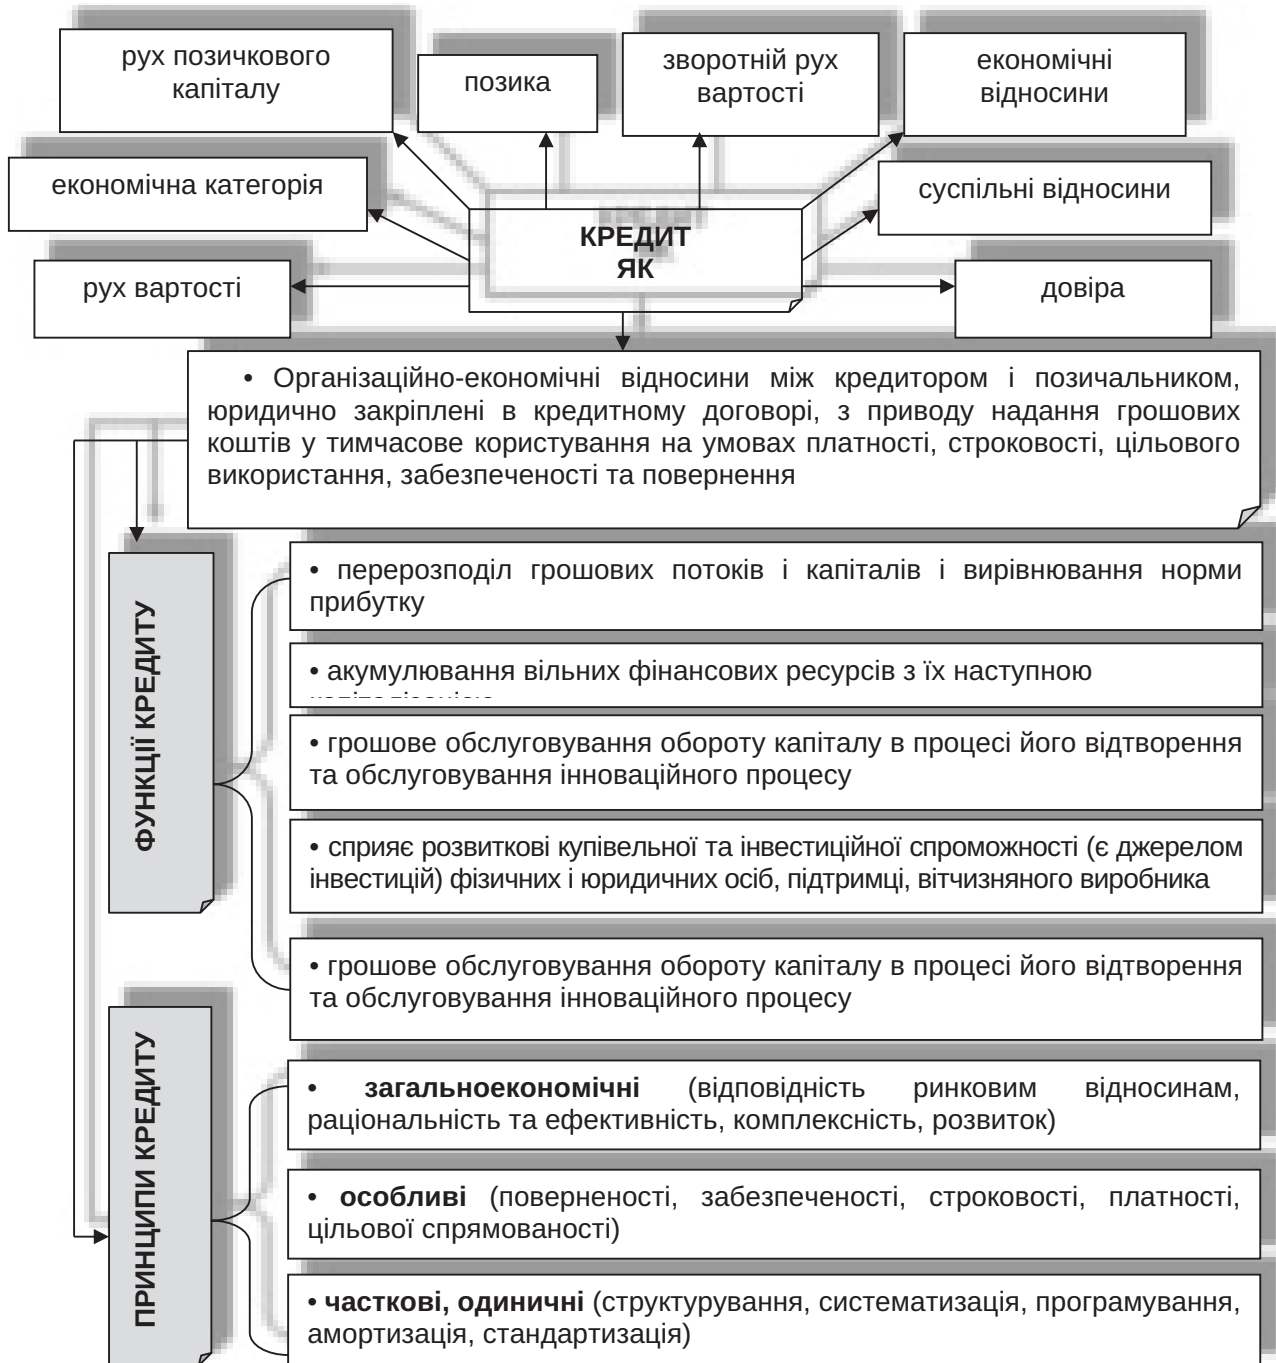 рух позичкового
капіталу
позика
зворотній рух
вартості
економічні
відносини
економічна категорія
суспільні відносини
КРЕДИТ
ЯК
рух вартості
довіра
• Організаційно-економічні відносини між кредитором і позичальником,
юридично закріплені в кредитному договорі, з приводу надання грошових
коштів у тимчасове користування на умовах платності, строковості, цільового
використання, забезпеченості та повернення
ФУНКЦІЇ КРЕДИТУ
• перерозподіл грошових потоків і капіталів і вирівнювання норми
прибутку
• акумулювання вільних фінансових ресурсів з їх наступною
• грошове обслуговування обороту капіталу в процесі його відтворення
та обслуговування інноваційного процесу
• сприяє розвиткові купівельної та інвестиційної спроможності (є джерелом
інвестицій) фізичних і юридичних осіб, підтримці, вітчизняного виробника
• грошове обслуговування обороту капіталу в процесі його відтворення
та обслуговування інноваційного процесу
ПРИНЦИПИ КРЕДИТУ
• загальноекономічні (відповідність ринковим відносинам,
раціональність та ефективність, комплексність, розвиток)
• особливі (поверненості, забезпеченості, строковості, платності,
цільової спрямованості)
• часткові, одиничні (структурування, систематизація, програмування,
амортизація, стандартизація)